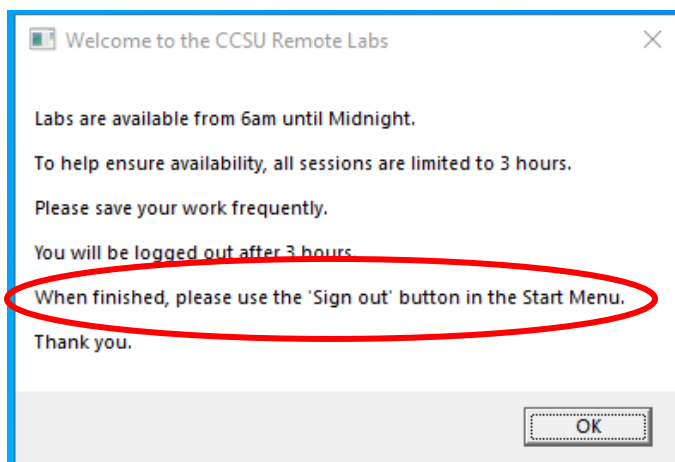 Welcome to the CCSU Remote Labs
Labs are available from 6am until Midnight.
To help ensure availability, all sessions are limited to 3 hours.
Please save your work frequently.
You will be logged out after 3 hours.
When finished, please use the 'Sign out' button in the Start Menu.
Thank you.
OK